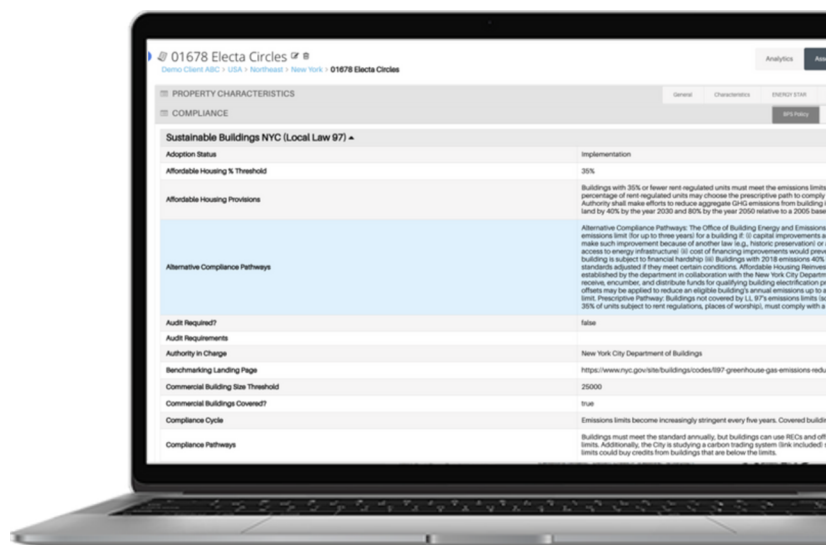 01678 Electa Circles
Analytics
Demo Client ABC > USA > Northeast > New York > 01678 Electa Circles
PROPERTY CHARACTERISTICS
General Characteristics ENERGY STAR
COMPLIANCE
BPS Policy
Sustainable Buildings NYC (Local Law 97)
Adoption Status Implementation
Affordable Housing % Threshold 35%
Buildings with 35% or fewer rent regulated units must meet the emissions limits
percentage of rent regulated units may choose the prescriptive path to comply
Affordable Housing Provisions
Authority shall make efforts to reduce aggregate GHG emissions from building
land by 40% by the year 2030 and 80% by the year 2050 relative to a 2005 base
Alternative Compliance Pathways: The Office of Building Energy and Emissions
emissions limit (for up to three years) for a building if: (i) capital improvements
make such improvement because of another law (e.g., historic preservation) or
access to energy infrastructure) (ii) cost of financing improvements would
building is subject to financial hardship (iii) Buildings with 2018 emissions 40%
Alternative Compliance Pathways
standards adjusted if they meet certain conditions. Affordable Housing
established by the department in collaboration with the New York City
receive, encumber, and distribute funds for qualifying building electrification
offsets may be applied to reduce an eligible building's annual emissions up to
limit. Prescriptive Pathway: Buildings not covered by LL 97's emissions limits
35% of units subject to rent regulations, places of worship), must comply with a
Audit Required? false
Audit Requirements
Authority in Charge New York City Department of Buildings
Benchmarking Landing Page https://www.nyc.gov/site/buildings/codes/ll97-greenhouse-gas-emissions-redu
Commercial Building Size Threshold 25000
Commercial Buildings Covered? true
Compliance Cycle Emissions limits become increasingly stringent every five years. Covered
Buildings must meet the standard annually, but buildings can use RECs and
Compliance Pathways
limits. Additionally, the City is studying a carbon trading system (link included)
limits could buy credits from buildings that are below the limits.